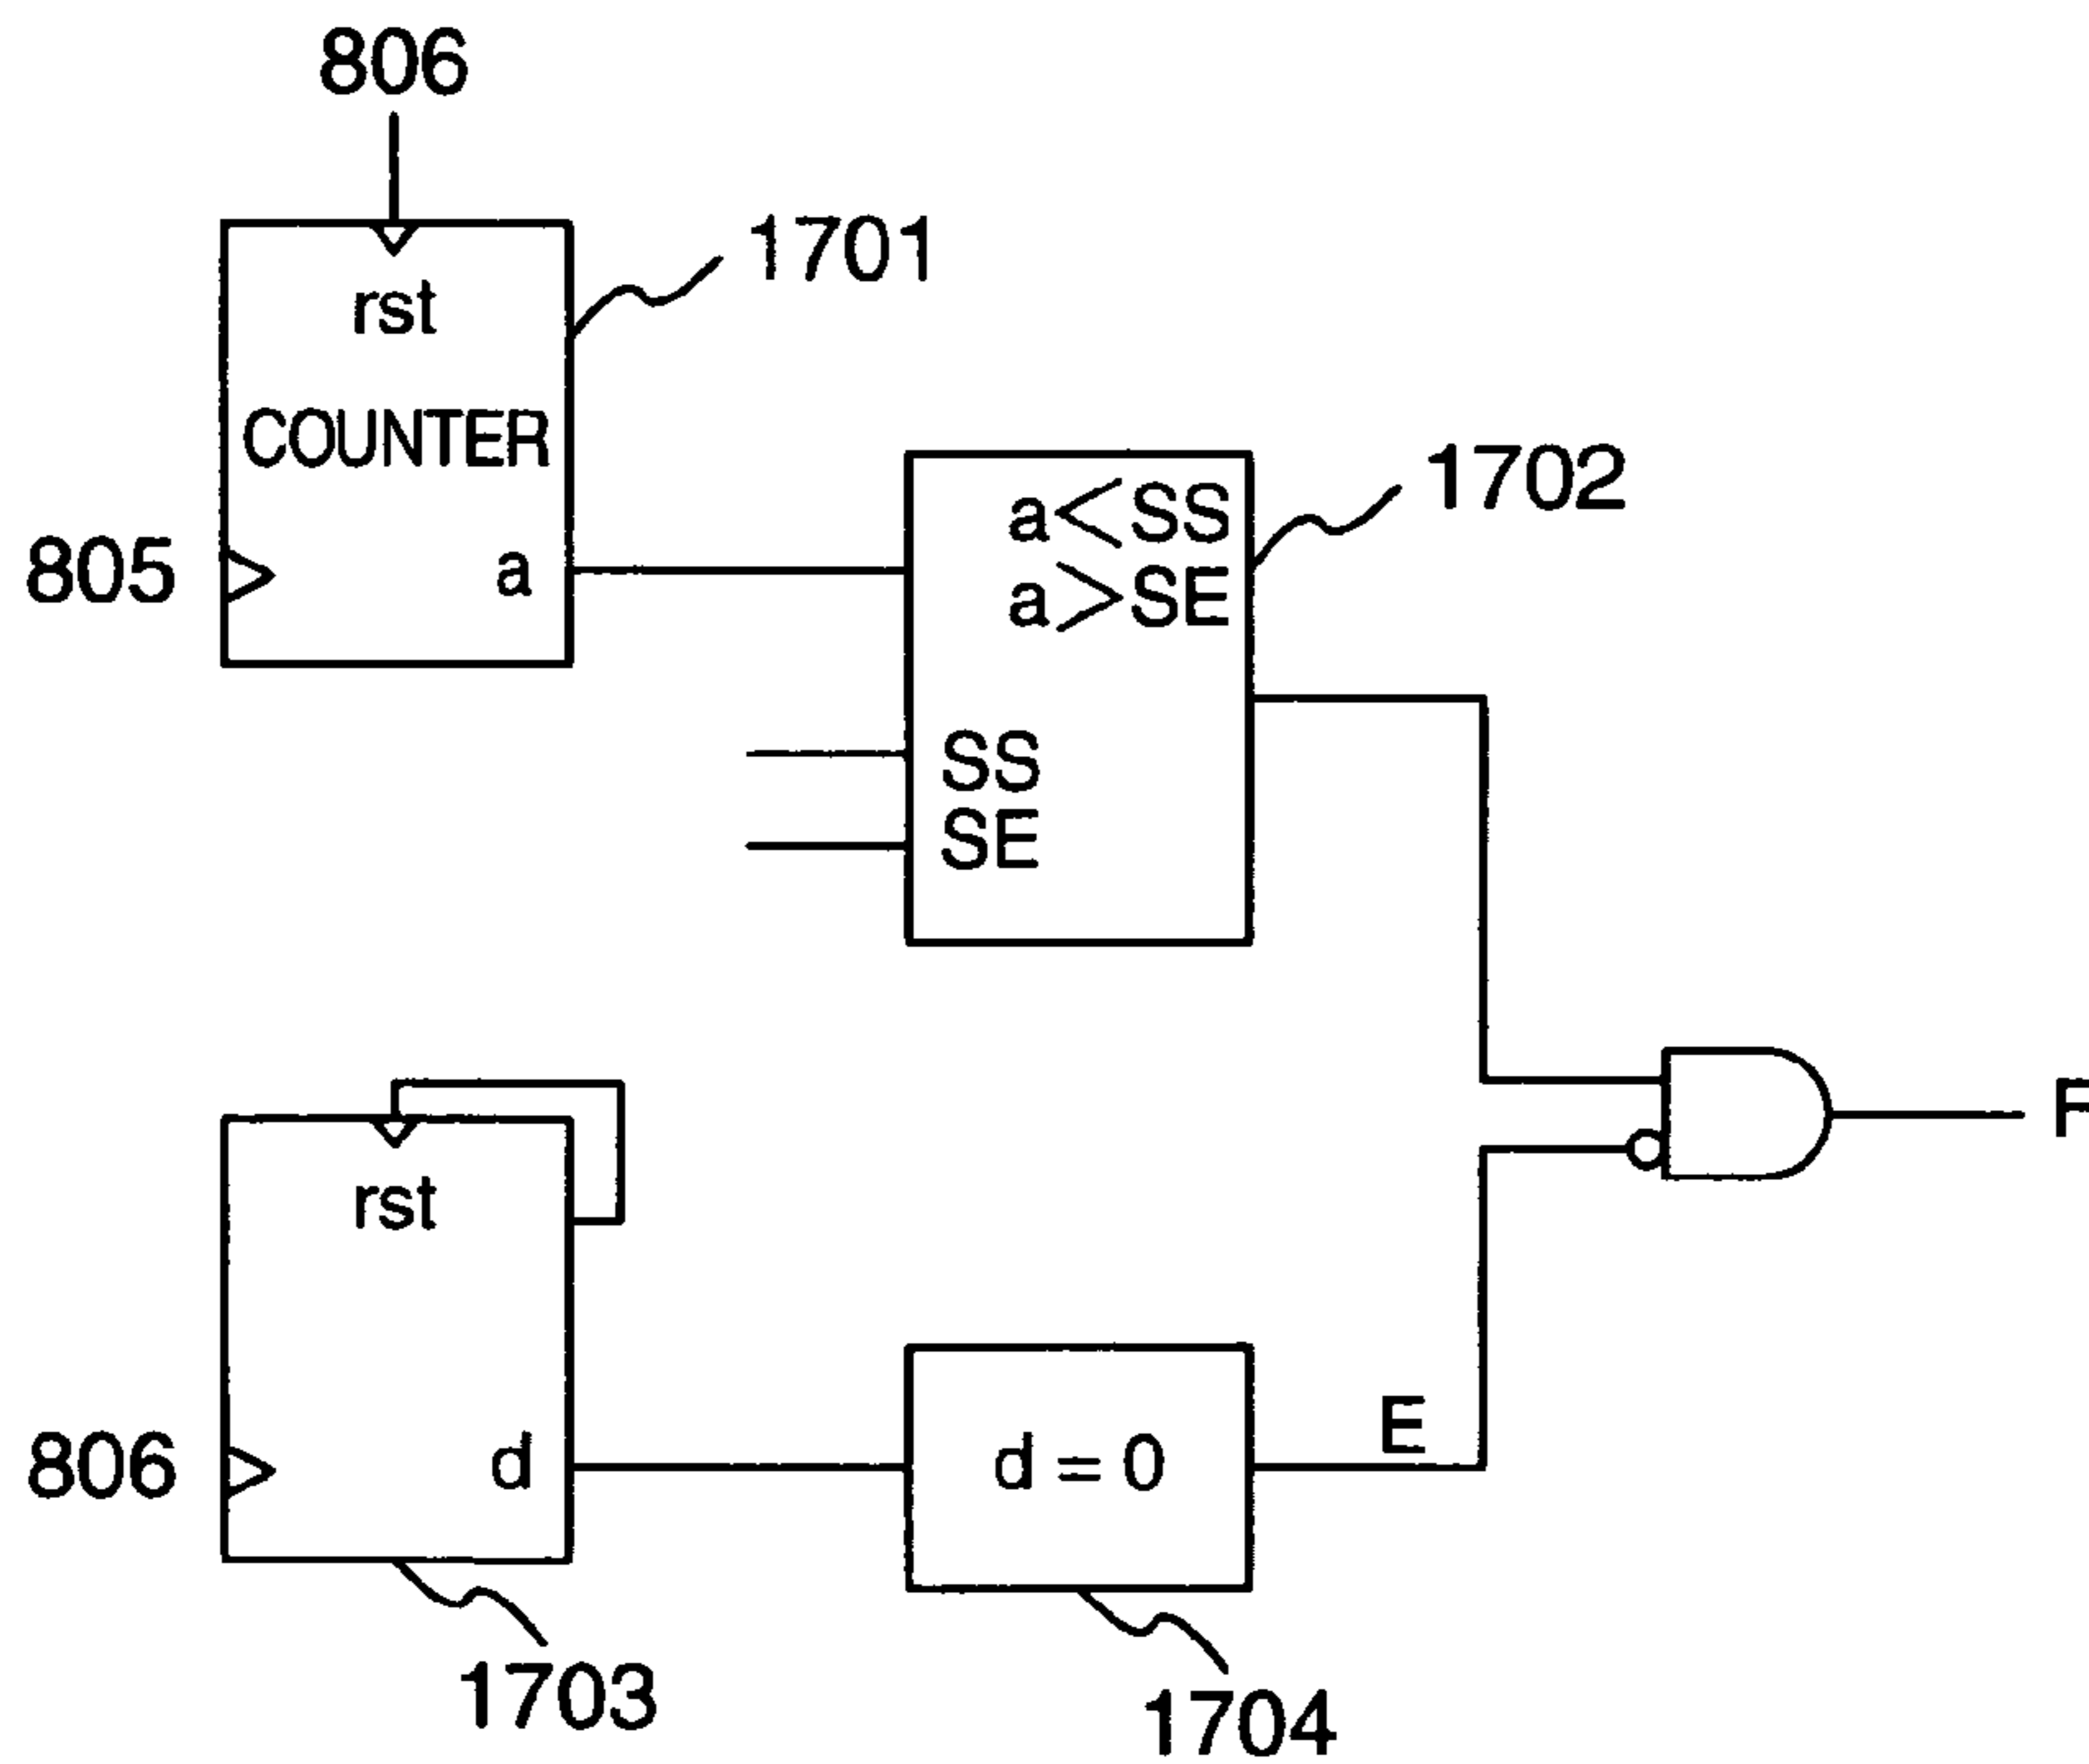 806
1701
rst
COUNTER
805
a
1702
a<SS
a>SE
SS
SE
rst
806
d
d = 0
E
1703
1704